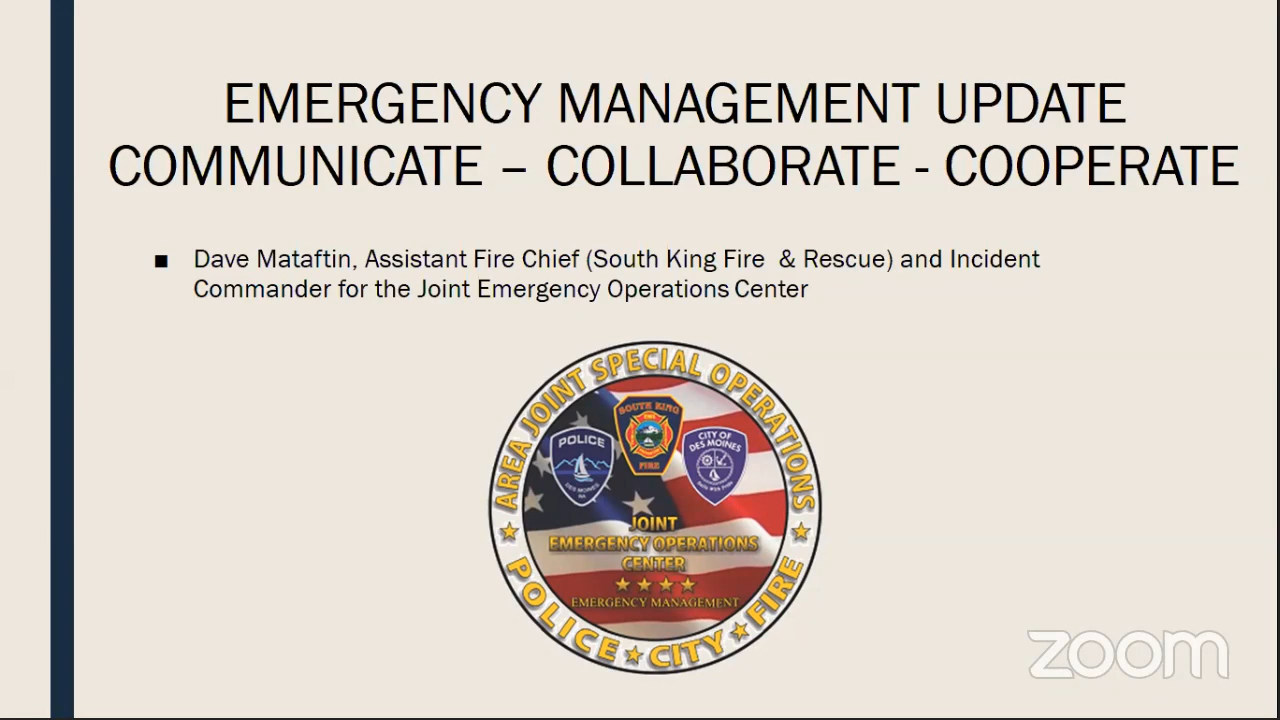 EMERGENCY MANAGEMENT UPDATE
COMMUNICATE – COLLABORATE - COOPERATE
■ Dave Mataftin, Assistant Fire Chief (South King Fire & Rescue) and Incident
Commander for the Joint Emergency Operations Center
AREA JOINT SPECIAL OPERATIONS
SOUTH KING
FIRE
POLICE
DES MOINES
CITY OF
DES MOINES
JOINT
EMERGENCY OPERATIONS
CENTER
EMERGENCY MANAGEMENT
POLICE ★ CITY ★ FIRE
zoom